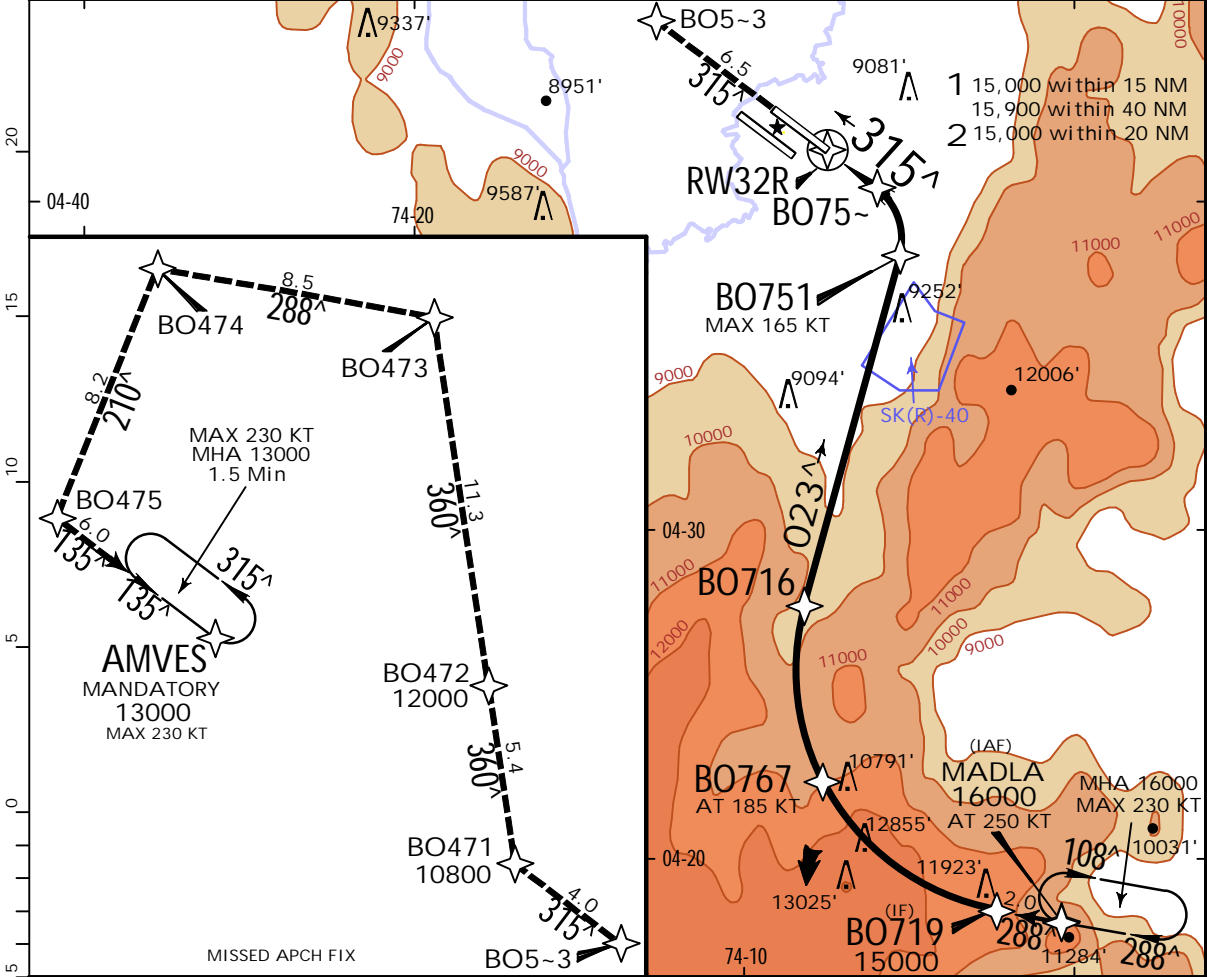 9337'
9000
8951'
BO5~3
6.5
315^
9081'
1 15,000 within 15 NM
15,900 within 40 NM
2 15,000 within 20 NM
10000
20
04-40
9587'
9000
74-20
RW32R
315^
BO75~
11000
11000
15
8.5
288^
BO474
BO473
BO751
MAX 165 KT
9252'
SK(R)-40
12006'
9000
9094'
10000
8.2
210^
MAX 230 KT
MHA 13000
1.5 Min
10
BO475
6.0
135^
135^
315^
11.3
360^
023^
04-30
11000
BO716
12000
11000
10000
9000
11000
5
AMVES
MANDATORY
13000
MAX 230 KT
BO472
12000
5.4
360^
0
BO767
AT 185 KT
10791'
(IAF)
MADLA
16000
AT 250 KT
MHA 16000
MAX 230 KT
12855'
BO471
10800
04-20
11923'
108^
10031'
13025'
4.0
315^
(IF)
BO719
15000
2.0
288^
288^
11284'
5
MISSED APCH FIX
BO5~3
74-10